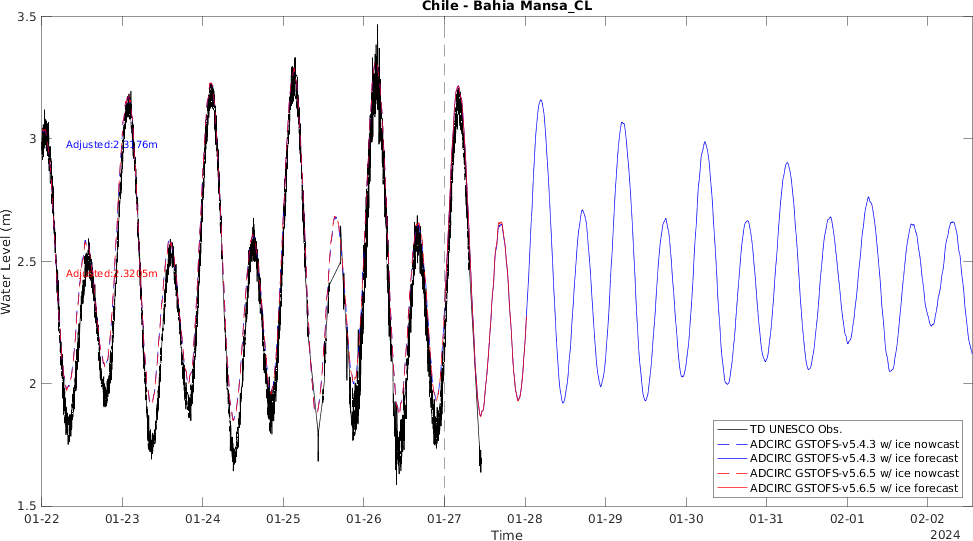 Chile - Bahia Mansa_CL
3.5
3
2.5
2
1.5
Water Level (m)
Adjusted:2.3176m
Adjusted:2.3205m
01-22
01-23
01-24
01-25
01-26
01-27
01-28
01-29
01-30
01-31
02-01
02-02
Time
2024
TD UNESCO Obs.
ADCIRC GSTOFS-v5.4.3 w/ ice nowcast
ADCIRC GSTOFS-v5.4.3 w/ ice forecast
ADCIRC GSTOFS-v5.6.5 w/ ice nowcast
ADCIRC GSTOFS-v5.6.5 w/ ice forecast